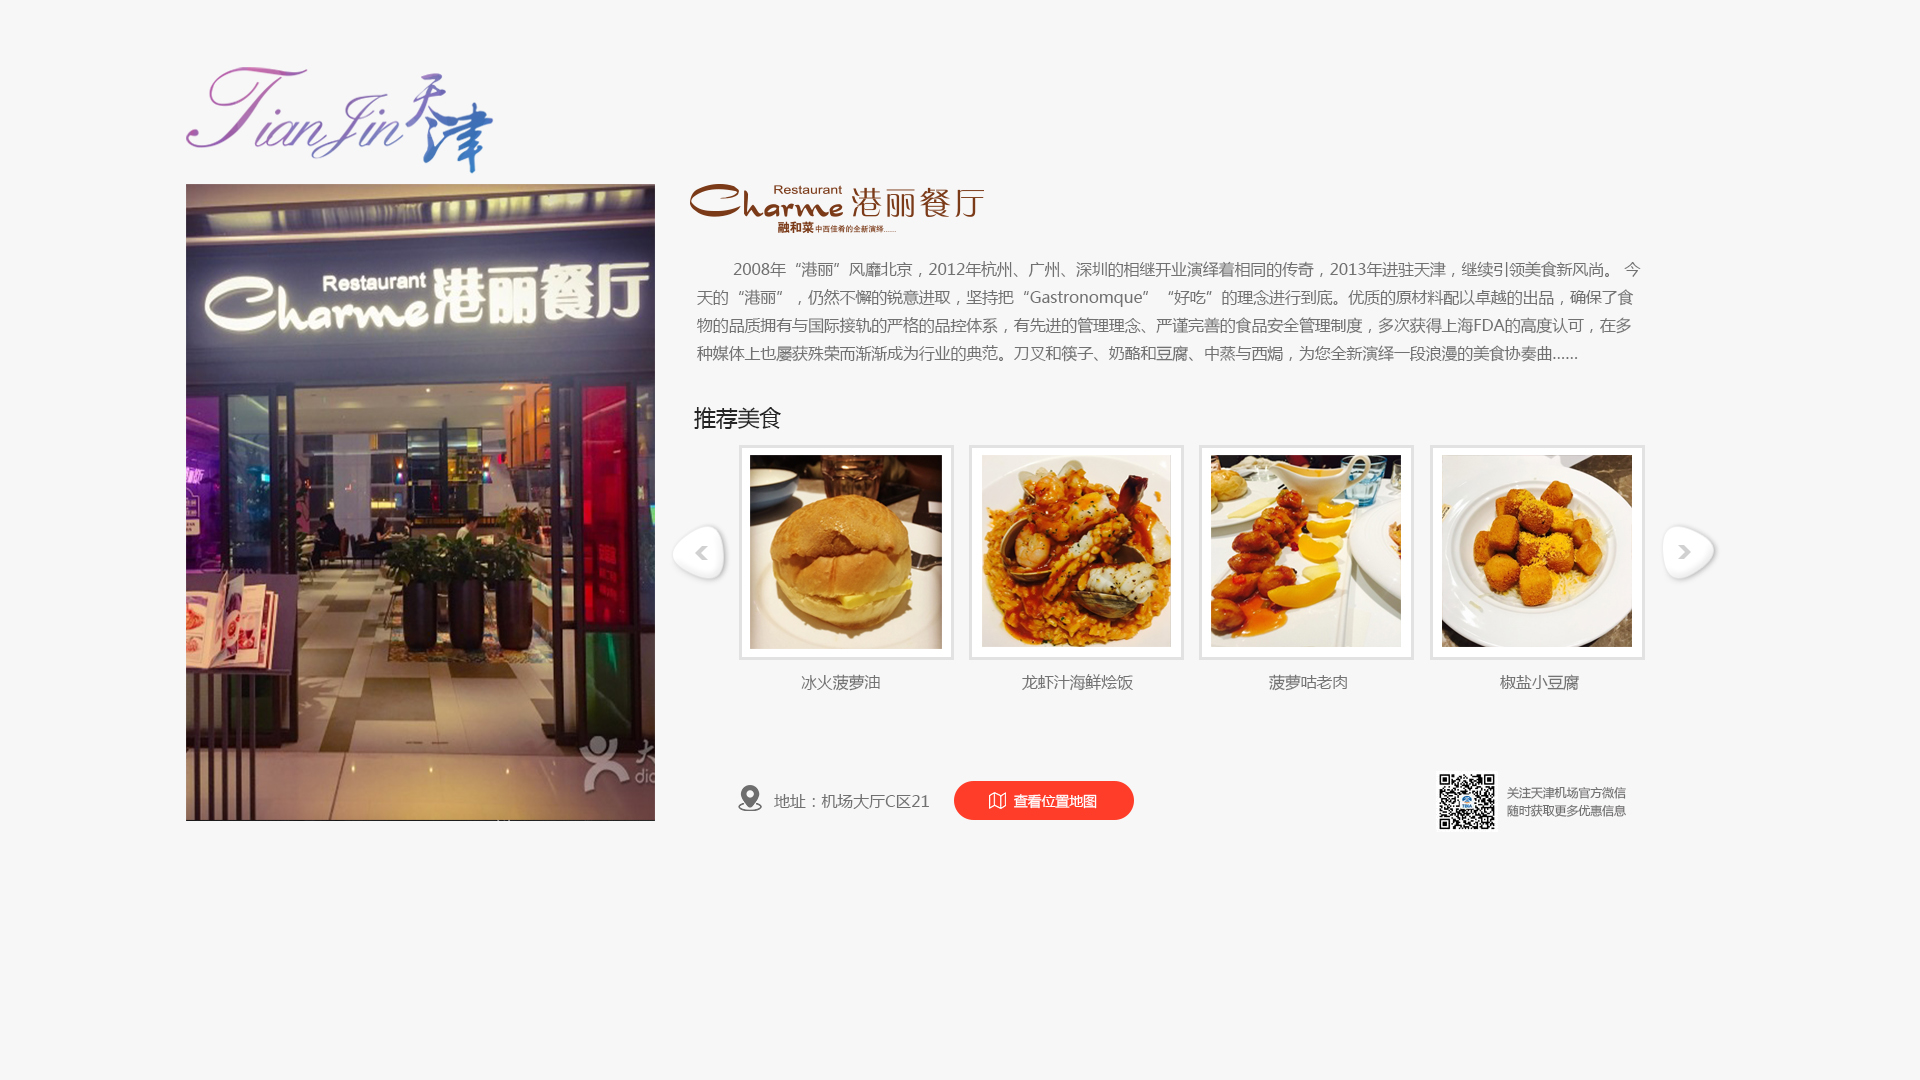 TianJin天津
Restaurant
Charme 港丽餐厅
融和菜 中西佳肴的全新演绎......
Restaurant
Charme 港丽餐厅
2008年“港丽”风靡北京，2012年杭州、广州、深圳的相继开业演绎着相同的传奇，2013年进驻天津，继续引领美食新风尚。 今
天的“港丽”，仍然不懈的锐意进取，坚持把“Gastronomque”“好吃”的理念进行到底。优质的原材料配以卓越的出品，确保了食
物的品质拥有与国际接轨的严格的品控体系，有先进的管理理念、严谨完善的食品安全管理制度，多次获得上海FDA的高度认可，在多
种媒体上也屡获殊荣而渐渐成为行业的典范。刀叉和筷子、奶酪和豆腐、中蒸与西焗，为您全新演绎一段浪漫的美食协奏曲......
推荐美食
冰火菠萝油
龙虾汁海鲜烩饭
菠萝咕老肉
椒盐小豆腐
地址：机场大厅C区21
查看位置地图
关注天津机场官方微信
随时获取更多优惠信息